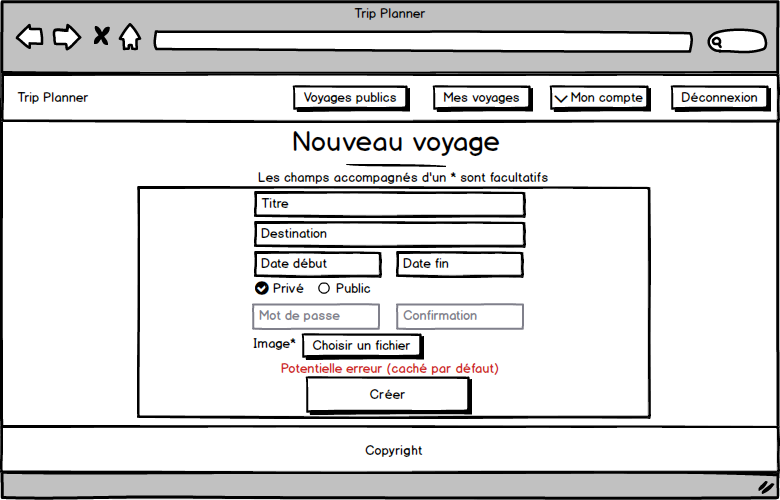 Trip Planner
Trip Planner
Voyages publics
Mes voyages
Mon compte
Déconnexion
Nouveau voyage
Les champs accompagnés d'un * sont facultatifs
Titre
Destination
Date début
Date fin
Privé
Public
Mot de passe
Confirmation
Image*
Choisir un fichier
Potentielle erreur (caché par défaut)
Créer
Copyright